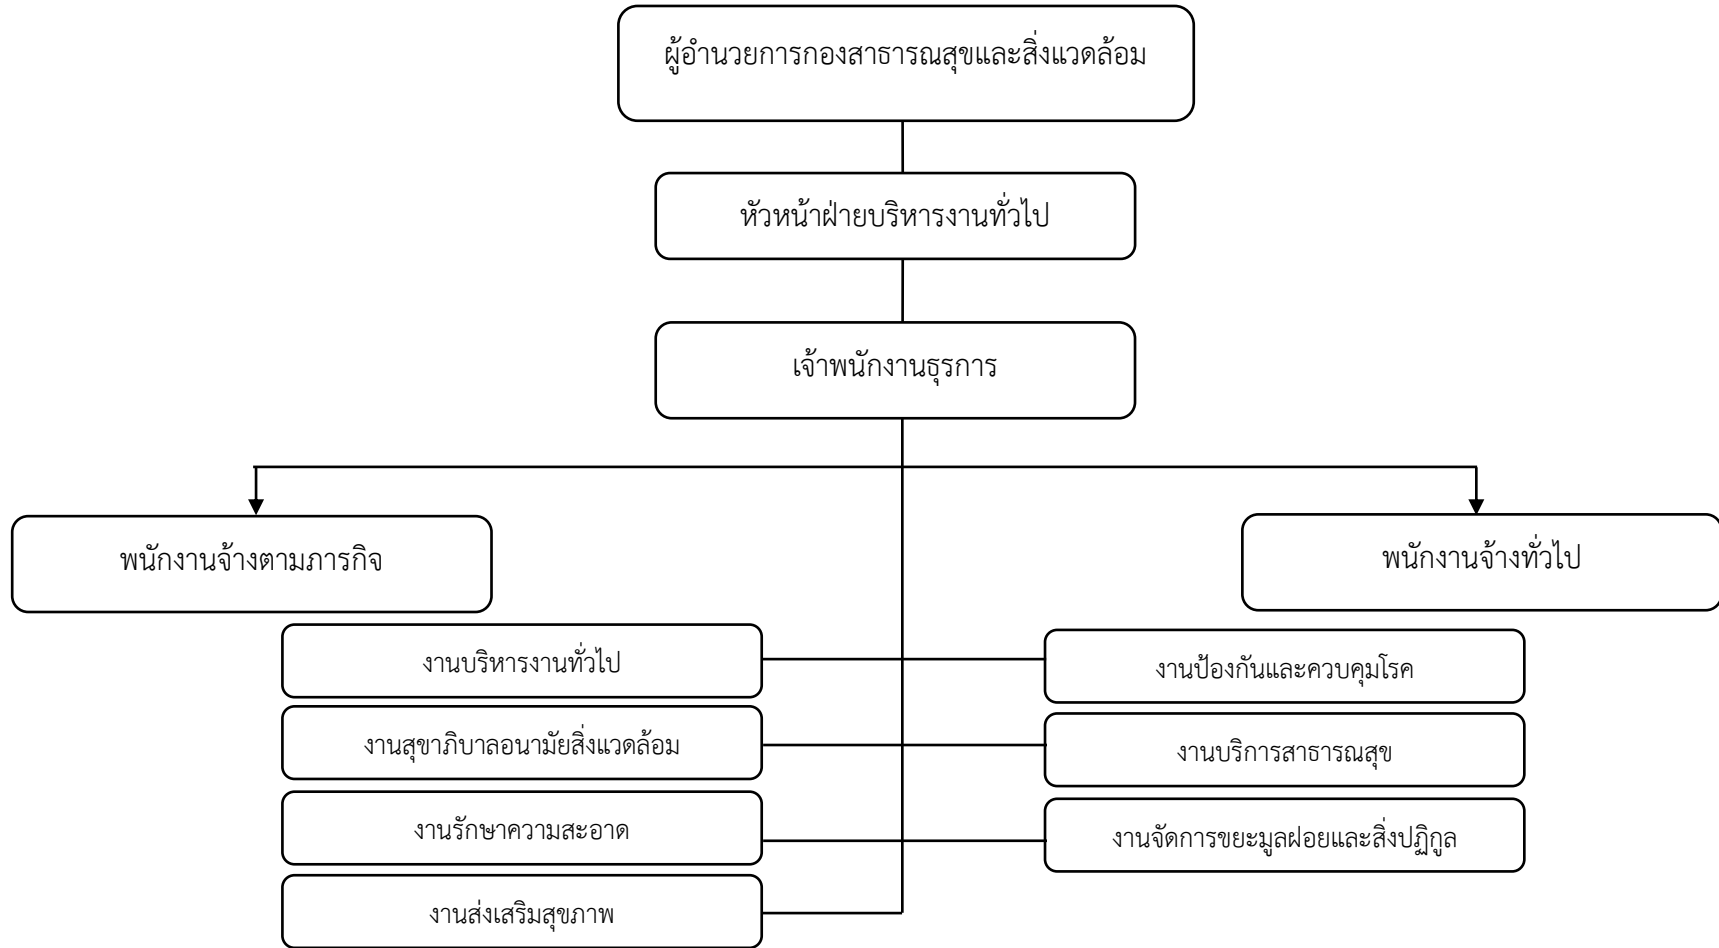 ผู้อำนวยการกองสาธารณสุขและสิ่งแวดล้อม
หัวหน้าฝ่ายบริหารงานทั่วไป
เจ้าพนักงานธุรการ
พนักงานจ้างตามภารกิจ
พนักงานจ้างทั่วไป
งานบริหารงานทั่วไป
งานป้องกันและควบคุมโรค
งานสุขาภิบาลอนามัยสิ่งแวดล้อม
งานบริการสาธารณสุข
งานรักษาความสะอาด
งานจัดการขยะมูลฝอยและสิ่งปฏิกูล
งานส่งเสริมสุขภาพ